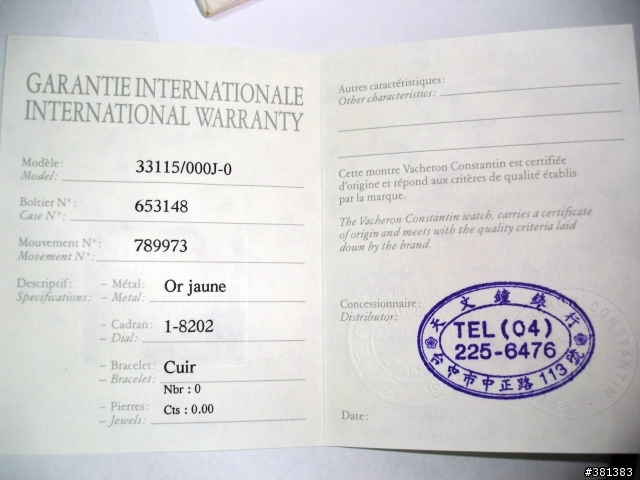 GARANTIE INTERNATIONALE
INTERNATIONAL WARRANTY
Modèle: 33115/000J-0
Model:
Boîtier N°: 653148
Case N°:
Mouvement N°: 789973
Movement N°:
Descriptif: – Métal: Or jaune
Specifications: – Metal:
– Cadran: 1-8202
– Dial:
– Bracelet: Cuir
– Bracelet:
Nbr : 0
– Pierres: Cts : 0.00
– Jewels:
Autres caractéristiques:
Other characteristics:
Cette montre Vacheron Constantin est certifiée
d'origine et répond aux critères de qualité établis
par la marque.
The Vacheron Constantin watch, carries a certificate
of origin and meets with the quality criteria laid
down by the brand.
Concessionnaire:
Distributor:
天文鐘錶行
TEL (04)
225-6476
台中市中正路113號
Date:
#381383